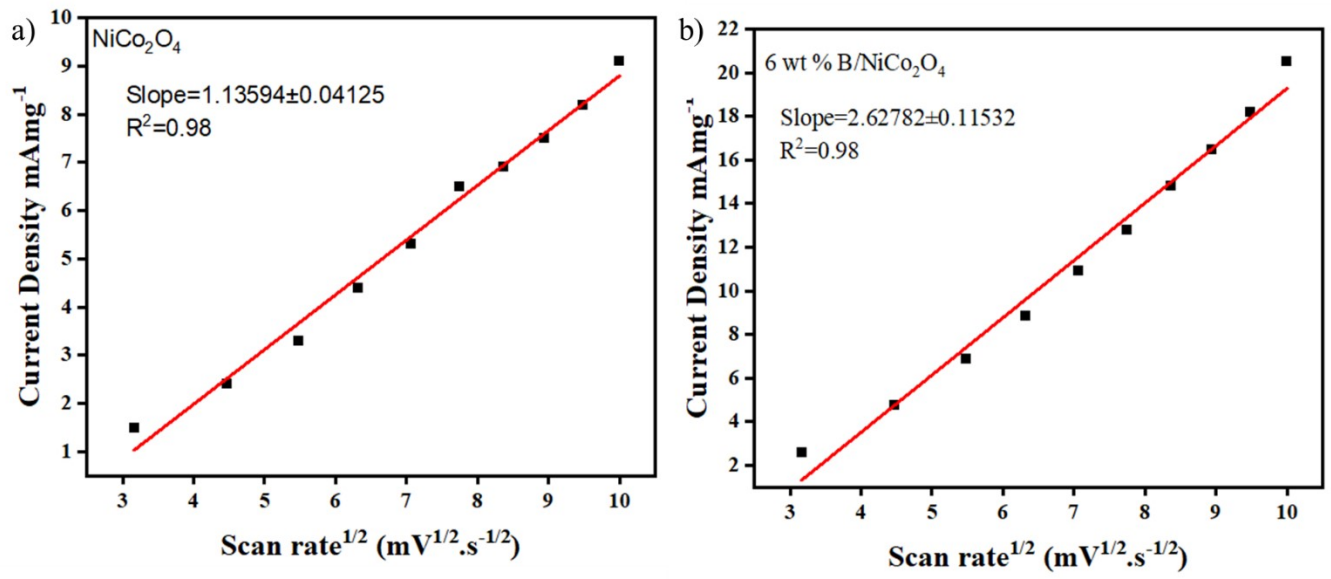 a)
NiCo₂O₄
Slope=1.13594±0.04125
R²=0.98
10
9
8
7
6
5
4
3
2
1
Current Density mAmg⁻¹
3 4 5 6 7 8 9 10
Scan rate¹/² (mV¹/².s⁻¹/²)
b)
6 wt % B/NiCo₂O₄
Slope=2.62782±0.11532
R²=0.98
22
20
18
16
14
12
10
8
6
4
2
Current Density mAmg⁻¹
3 4 5 6 7 8 9 10
Scan rate¹/² (mV¹/².s⁻¹/²)